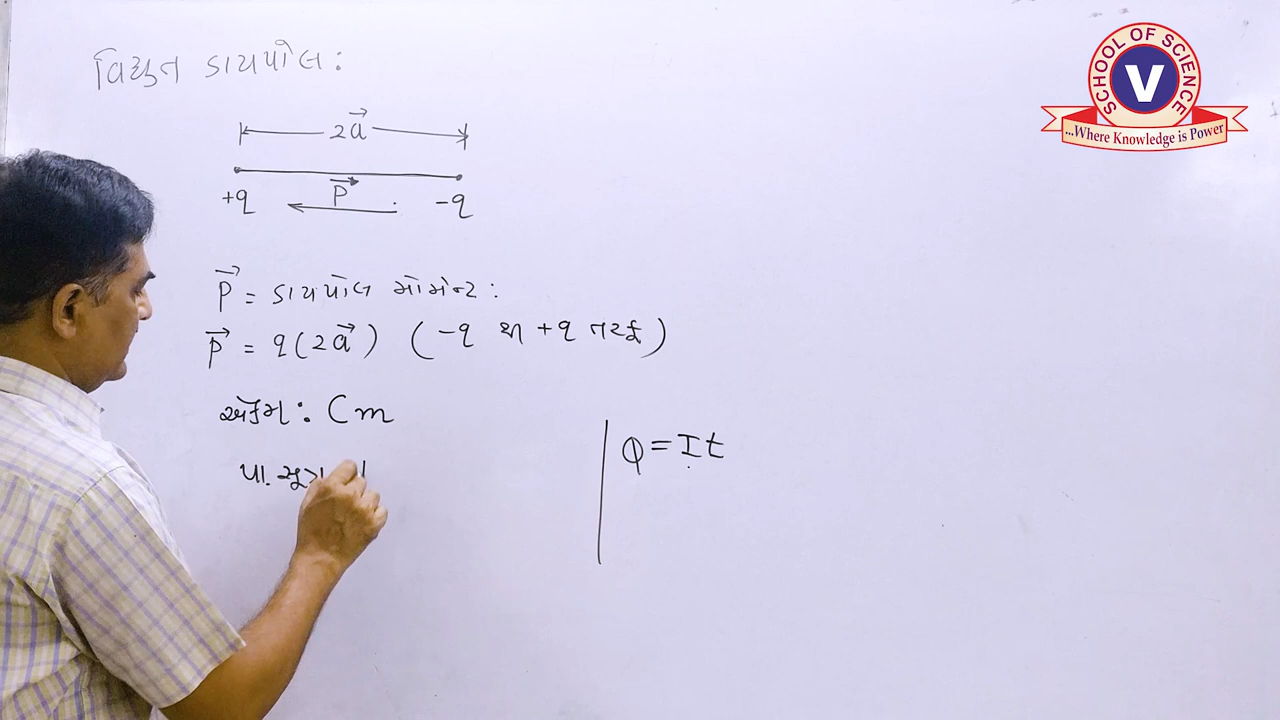 વિદ્યુત ડાયપોલ :
2a⃗
+q p⃗ -q
p⃗ = ડાયપોલ મોમેન્ટ :
p⃗ = q(2a⃗) (-q થી +q તરફ)
એકમ : Cm
પા. સૂત્ર
Q = It
SCHOOL OF SCIENCE
V
...Where Knowledge is Power